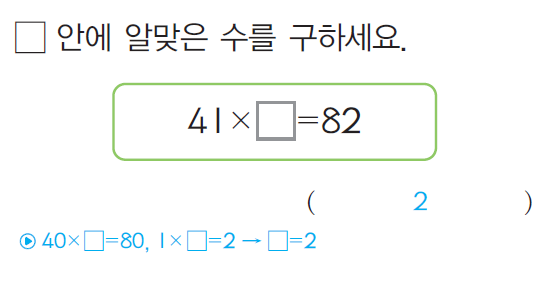 □ 안에 알맞은 수를 구하세요.
41×□=82
( 2 )
▶ 40×□=80, 1×□=2 → □=2